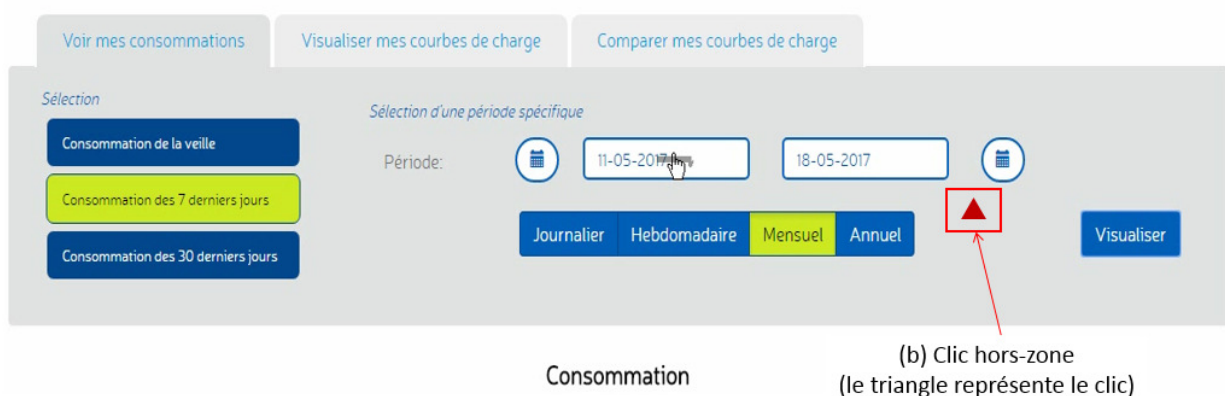 Voir mes consommations
Visualiser mes courbes de charge
Comparer mes courbes de charge
Sélection
Consommation de la veille
Consommation des 7 derniers jours
Consommation des 30 derniers jours
Sélection d'une période spécifique
Période:
11-05-2017
18-05-2017
Journalier
Hebdomadaire
Mensuel
Annuel
Visualiser
(b) Clic hors-zone
(le triangle représente le clic)
Consommation